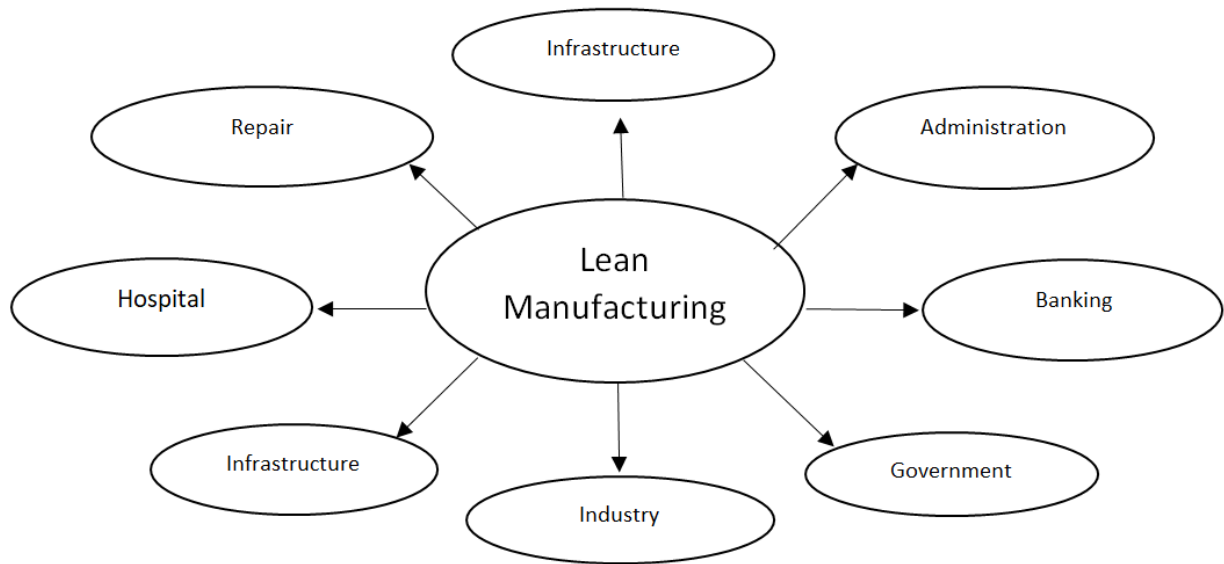 Infrastructure
Repair
Administration
Lean
Manufacturing
Hospital
Banking
Infrastructure
Government
Industry